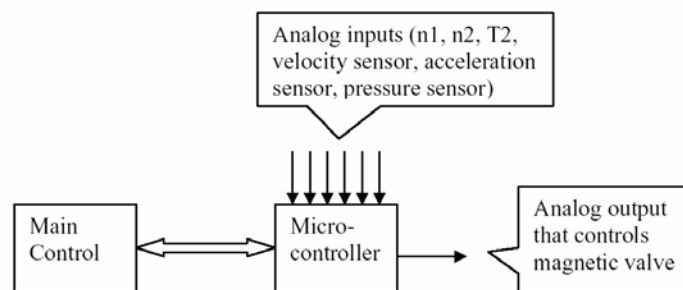 Analog inputs (n1, n2, T2,
velocity sensor, acceleration
sensor, pressure sensor)
Main
Control
Micro-
controller
Analog output
that controls
magnetic valve